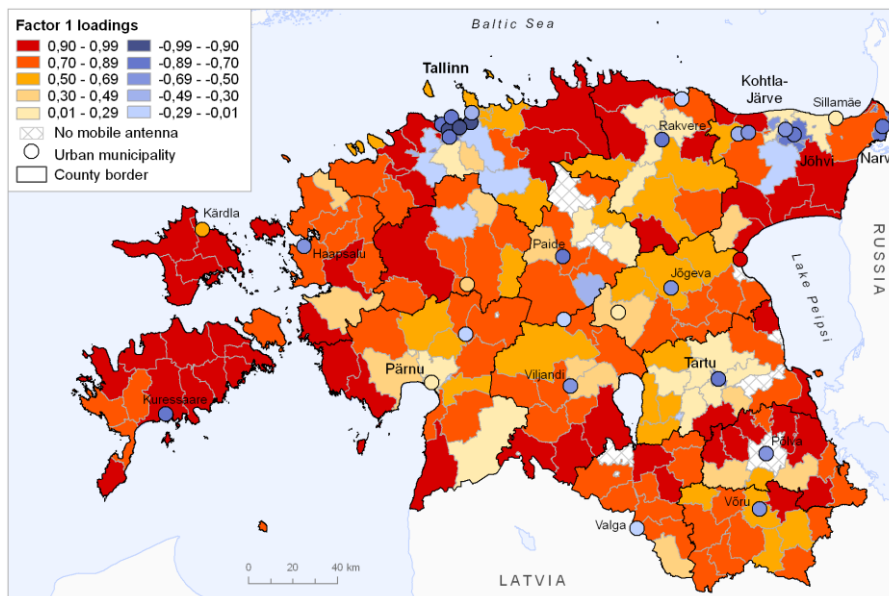 Factor 1 loadings
0,90 - 0,99
-0,99 - -0,90
0,70 - 0,89
-0,89 - -0,70
0,50 - 0,69
-0,69 - -0,50
0,30 - 0,49
-0,49 - -0,30
0,01 - 0,29
-0,29 - -0,01
No mobile antenna
Urban municipality
County border
Baltic Sea
Tallinn
Kohtla-
Järve
Sillamäe
Rakvere
Jõhvi
Narv
RUSSIA
Kärdla
Haapsalu
Paide
Jõgeva
Lake Peipsi
Pärnu
Viljandi
Tartu
Kuressaare
Põlva
Võru
Valga
0 20 40 km
LATVIA